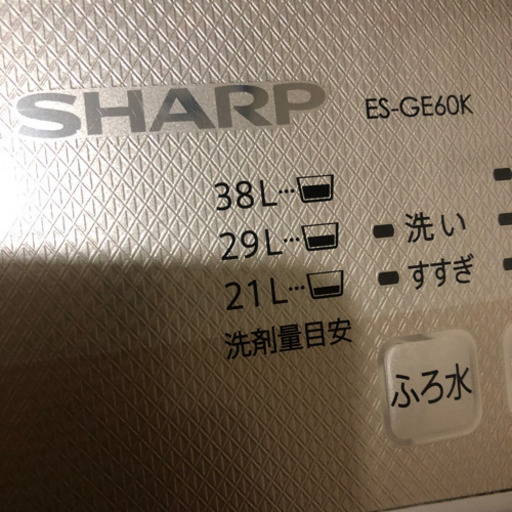 SHARP
ES-GE60K
38L…
29L…
21L…
洗剤量目安
洗い
すすぎ
ふろ水